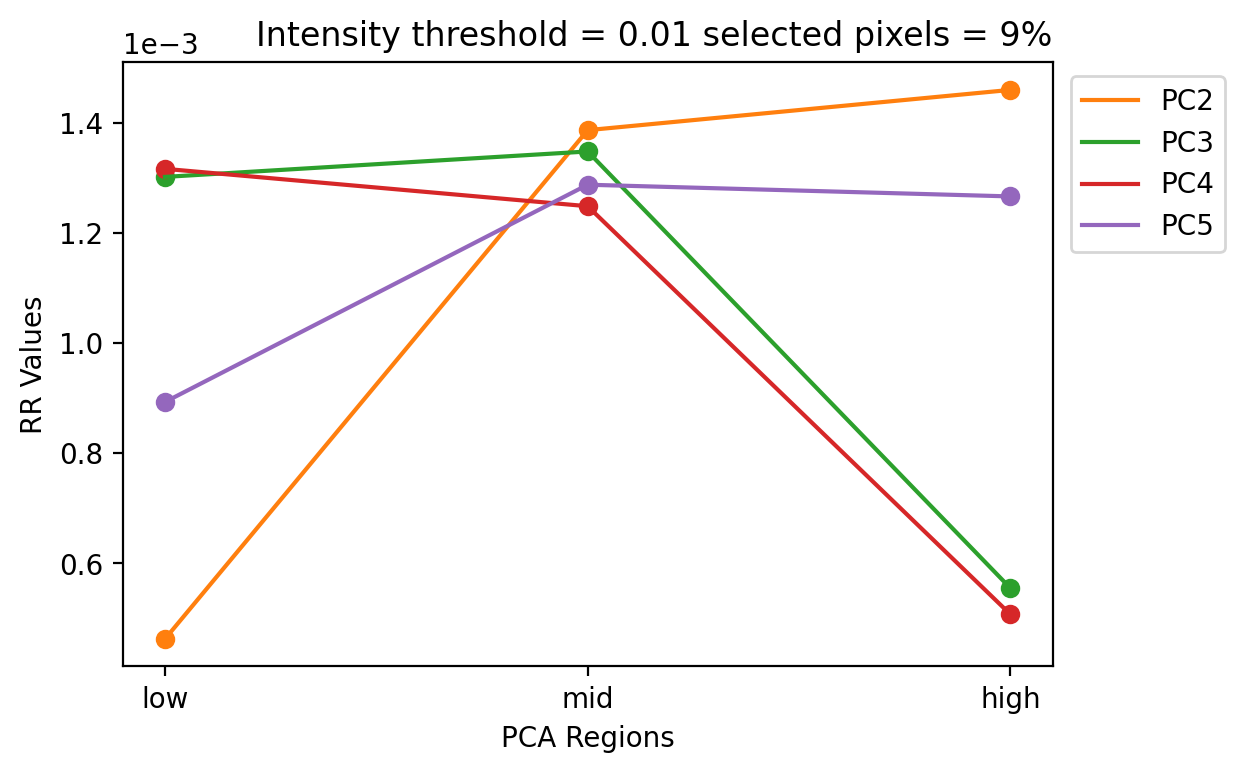 Intensity threshold = 0.01 selected pixels = 9%
1e−3
1.4
1.2
1.0
0.8
0.6
RR Values
low
mid
high
PCA Regions
PC2
PC3
PC4
PC5